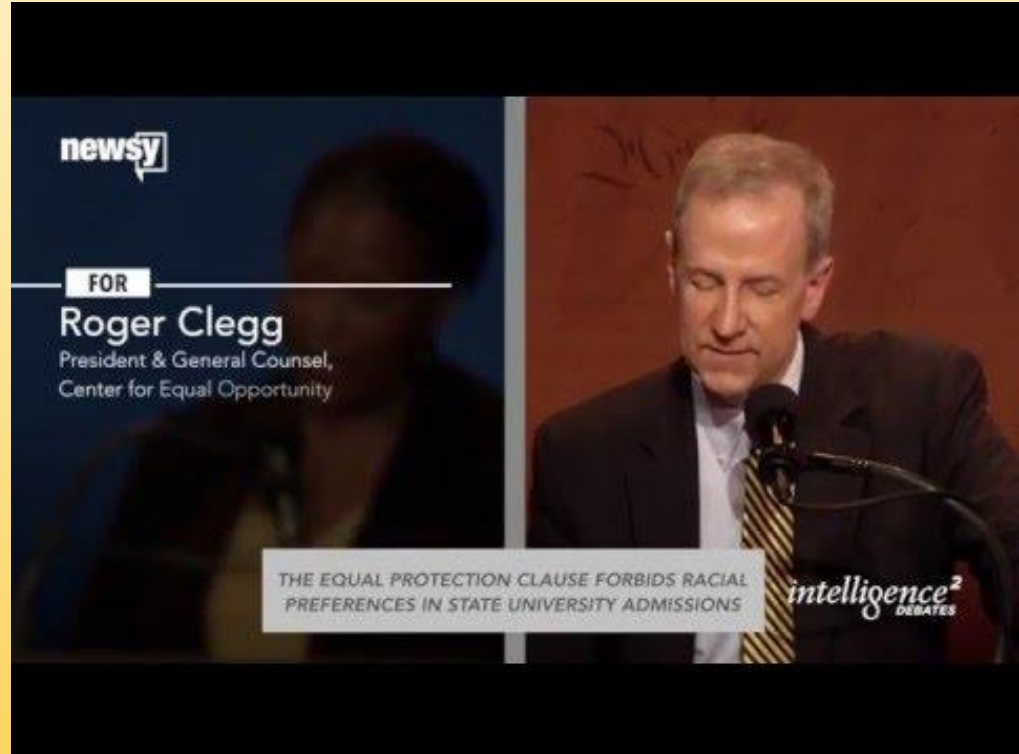 newsy
FOR
Roger Clegg
President & General Counsel,
Center for Equal Opportunity
THE EQUAL PROTECTION CLAUSE FORBIDS RACIAL
PREFERENCES IN STATE UNIVERSITY ADMISSIONS
intelligence²
DEBATES